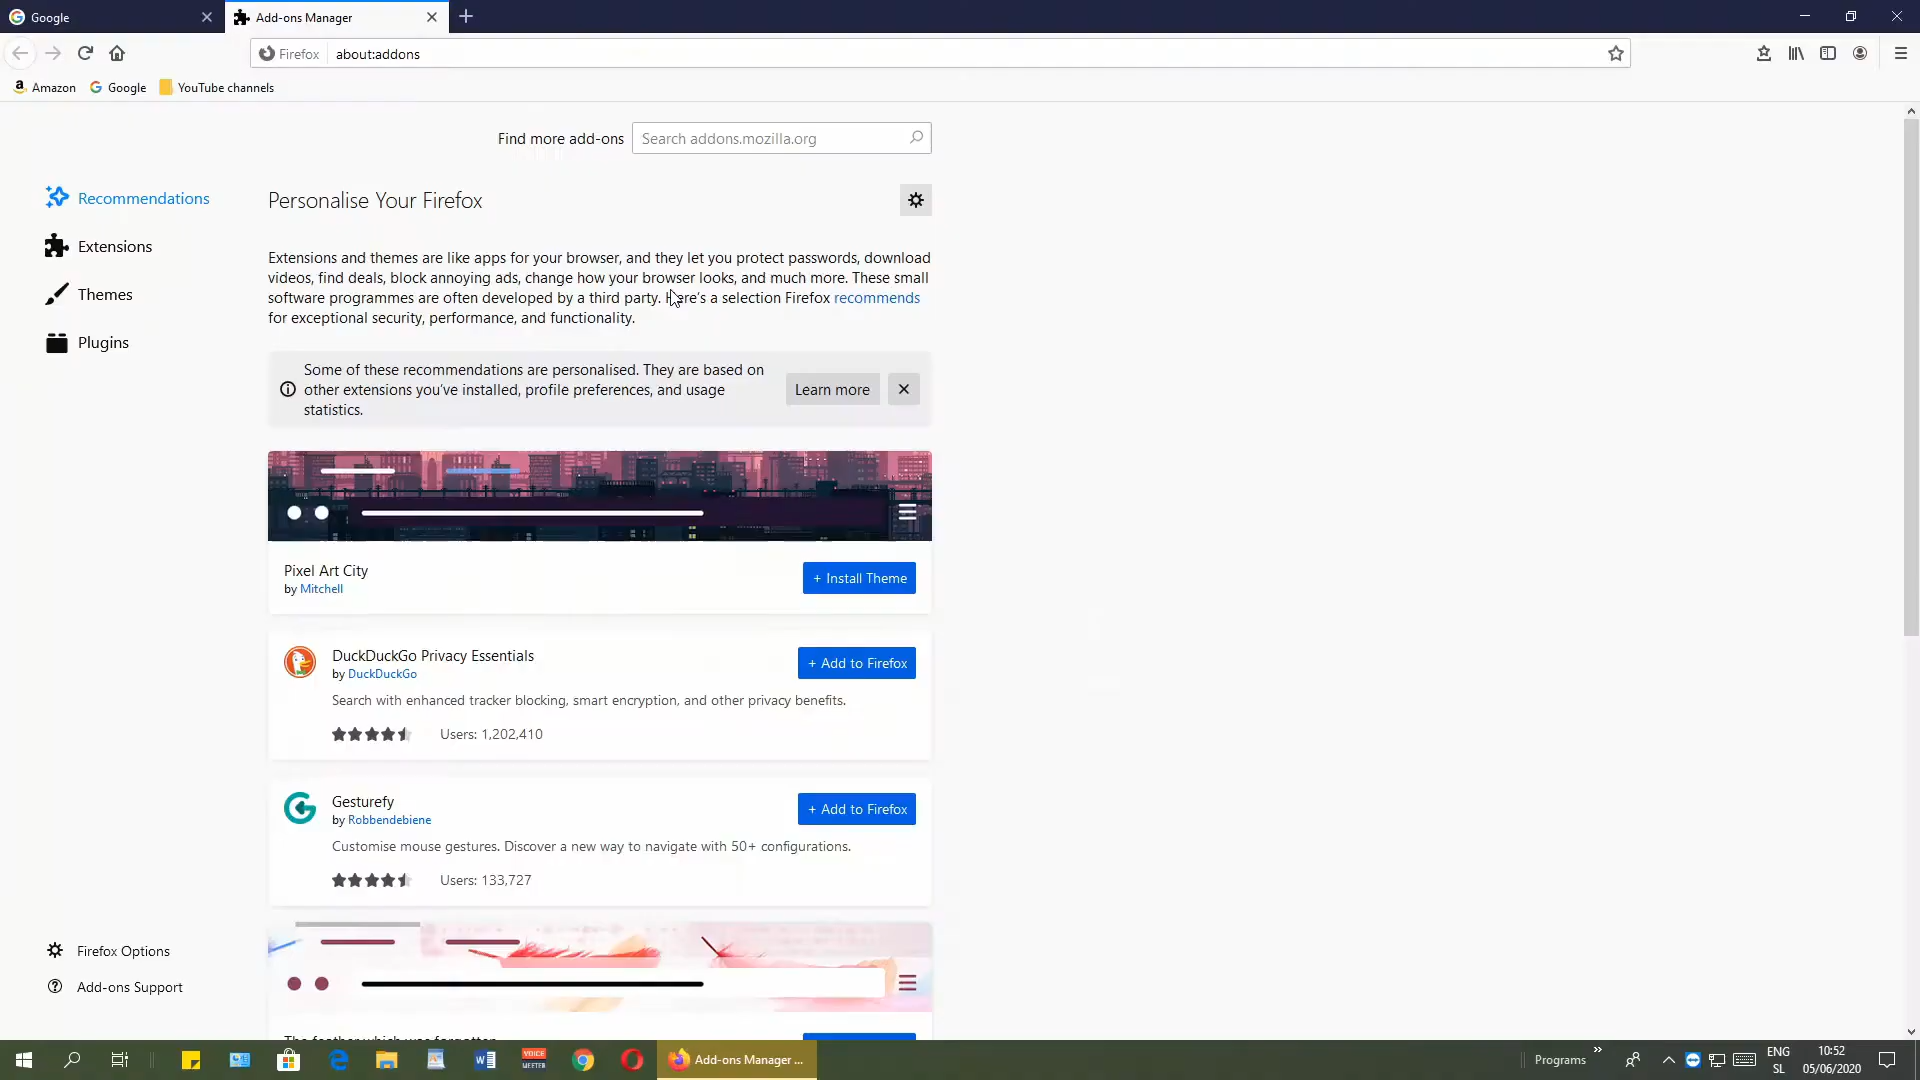 Google
Add-ons Manager
Firefox
about:addons
Amazon
Google
YouTube channels
Find more add-ons
Search addons.mozilla.org
Recommendations
Extensions
Themes
Plugins
Personalise Your Firefox
Extensions and themes are like apps for your browser, and they let you protect passwords, download
videos, find deals, block annoying ads, change how your browser looks, and much more. These small
software programmes are often developed by a third party. Here's a selection Firefox recommends
for exceptional security, performance, and functionality.
Some of these recommendations are personalised. They are based on
other extensions you've installed, profile preferences, and usage
statistics.
Learn more
Pixel Art City
by Mitchell
+ Install Theme
DuckDuckGo Privacy Essentials
by DuckDuckGo
+ Add to Firefox
Search with enhanced tracker blocking, smart encryption, and other privacy benefits.
Users: 1,202,410
Gesturefy
by Robbendebiene
+ Add to Firefox
Customise mouse gestures. Discover a new way to navigate with 50+ configurations.
Users: 133,727
The feather which was forgotten
Firefox Options
Add-ons Support
VOICE
MEETER
Add-ons Manager ...
Programs
ENG
SL
10:52
05/06/2020